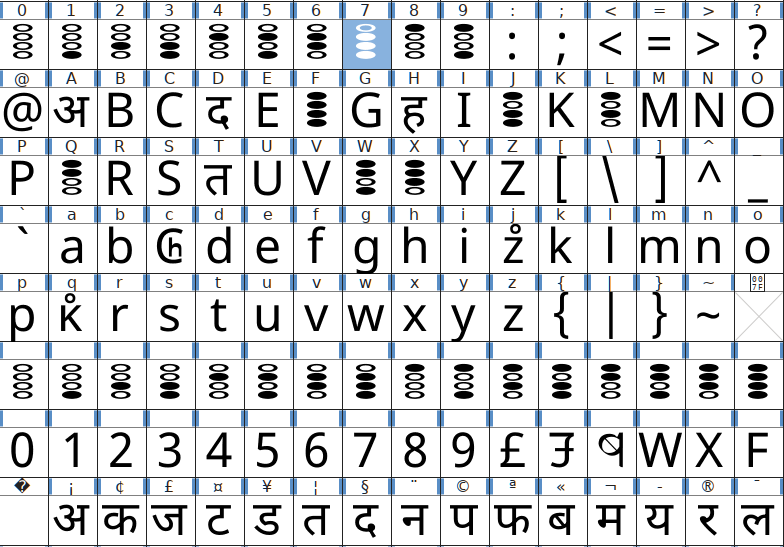 0 1 2 3 4 5 6 7 8 9 : ; < = > ?
: ; < = > ?
@ A B C D E F G H I J K L M N O
@ अ B C द E G ह I K M N O
P Q R S T U V W X Y Z [ \ ] ^ _
P R S त U V Y Z [ \ ] ^ _
` a b c d e f g h i j k l m n o
` a b d e f g h i z̊ k l m n o
p q r s t u v w x y z { | } ~ 007F
p k̊ r s t u v w x y z { | } ~
0 1 2 3 4 5 6 7 8 9 £ W X F
� ¡ ¢ £ ¤ ¥ ¦ § ¨ © ª « ¬ - ® ¯
अ क ज ट ड त द न प फ ब म य र ल